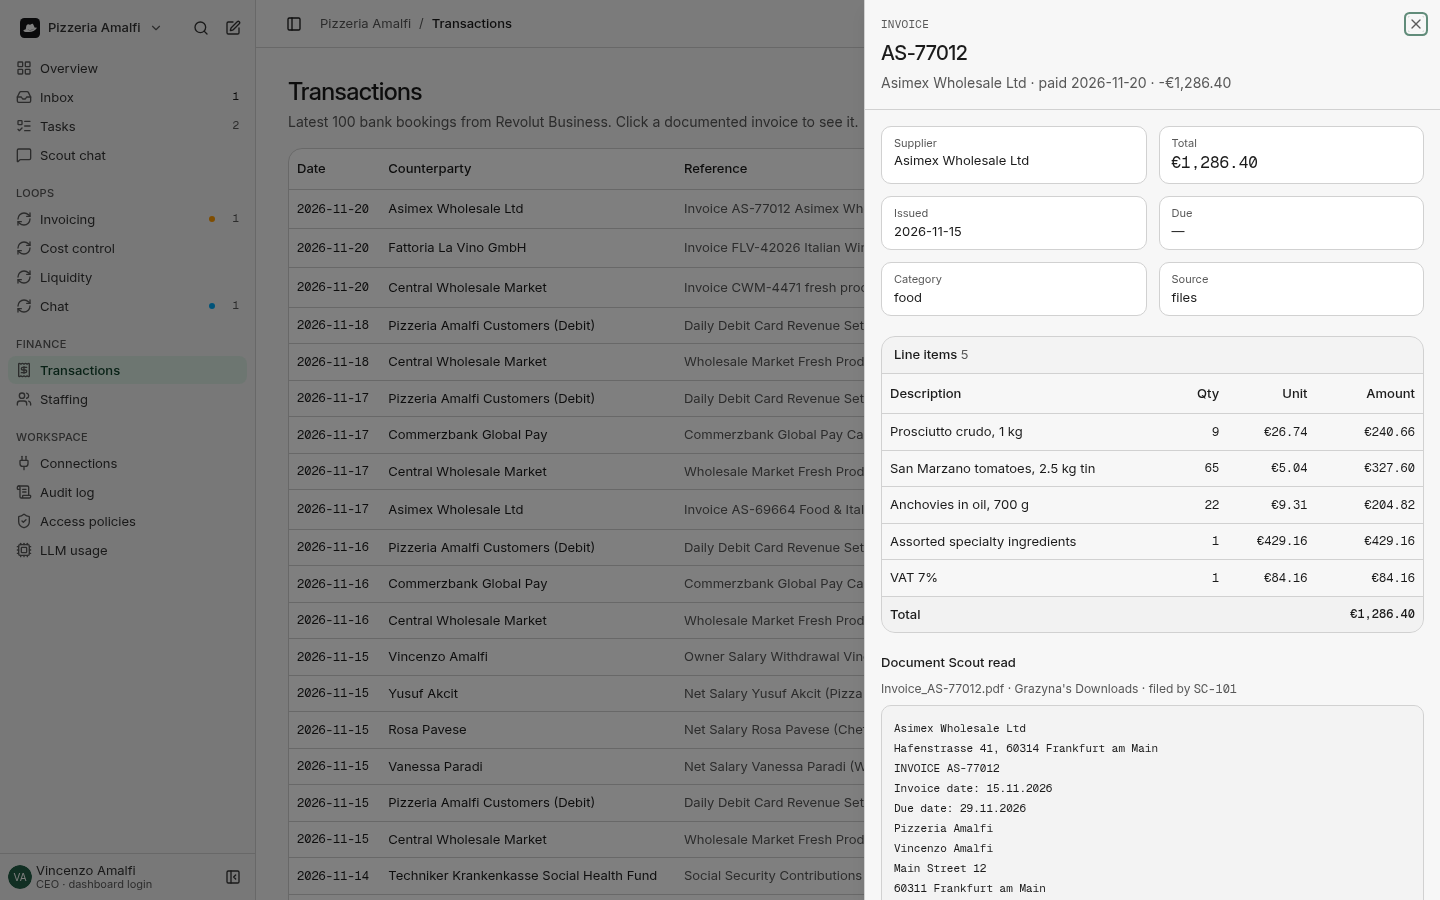 Pizzeria Amalfi
Overview
Inbox 1
Tasks 2
Scout chat
LOOPS
Invoicing 1
Cost control
Liquidity
Chat 1
FINANCE
Transactions
Staffing
WORKSPACE
Connections
Audit log
Access policies
LLM usage
VA Vincenzo Amalfi
CEO · dashboard login
Pizzeria Amalfi / Transactions
Transactions
Latest 100 bank bookings from Revolut Business. Click a documented invoice to see it.
Date Counterparty Reference
2026-11-20 Asimex Wholesale Ltd Invoice AS-77012 Asimex Wh
2026-11-20 Fattoria La Vino GmbH Invoice FLV-42026 Italian Wi
2026-11-20 Central Wholesale Market Invoice CWM-4471 fresh prod
2026-11-18 Pizzeria Amalfi Customers (Debit) Daily Debit Card Revenue Set
2026-11-18 Central Wholesale Market Wholesale Market Fresh Prod
2026-11-17 Pizzeria Amalfi Customers (Debit) Daily Debit Card Revenue Set
2026-11-17 Commerzbank Global Pay Commerzbank Global Pay Ca
2026-11-17 Central Wholesale Market Wholesale Market Fresh Prod
2026-11-17 Asimex Wholesale Ltd Invoice AS-69664 Food & Ital
2026-11-16 Pizzeria Amalfi Customers (Debit) Daily Debit Card Revenue Set
2026-11-16 Commerzbank Global Pay Commerzbank Global Pay Ca
2026-11-16 Central Wholesale Market Wholesale Market Fresh Prod
2026-11-15 Vincenzo Amalfi Owner Salary Withdrawal Vin
2026-11-15 Yusuf Akcit Net Salary Yusuf Akcit (Pizza
2026-11-15 Rosa Pavese Net Salary Rosa Pavese (Che
2026-11-15 Vanessa Paradi Net Salary Vanessa Paradi (W
2026-11-15 Pizzeria Amalfi Customers (Debit) Daily Debit Card Revenue Set
2026-11-15 Central Wholesale Market Wholesale Market Fresh Prod
2026-11-14 Techniker Krankenkasse Social Health Fund Social Security Contributions
INVOICE
AS-77012
Asimex Wholesale Ltd · paid 2026-11-20 · -€1,286.40
Supplier
Asimex Wholesale Ltd
Total
€1,286.40
Issued
2026-11-15
Due
—
Category
food
Source
files
Line items 5
Description Qty Unit Amount
Prosciutto crudo, 1 kg 9 €26.74 €240.66
San Marzano tomatoes, 2.5 kg tin 65 €5.04 €327.60
Anchovies in oil, 700 g 22 €9.31 €204.82
Assorted specialty ingredients 1 €429.16 €429.16
VAT 7% 1 €84.16 €84.16
Total €1,286.40
Document Scout read
Invoice_AS-77012.pdf · Grazyna's Downloads · filed by SC-101
Asimex Wholesale Ltd
Hafenstrasse 41, 60314 Frankfurt am Main
INVOICE AS-77012
Invoice date: 15.11.2026
Due date: 29.11.2026
Pizzeria Amalfi
Vincenzo Amalfi
Main Street 12
60311 Frankfurt am Main